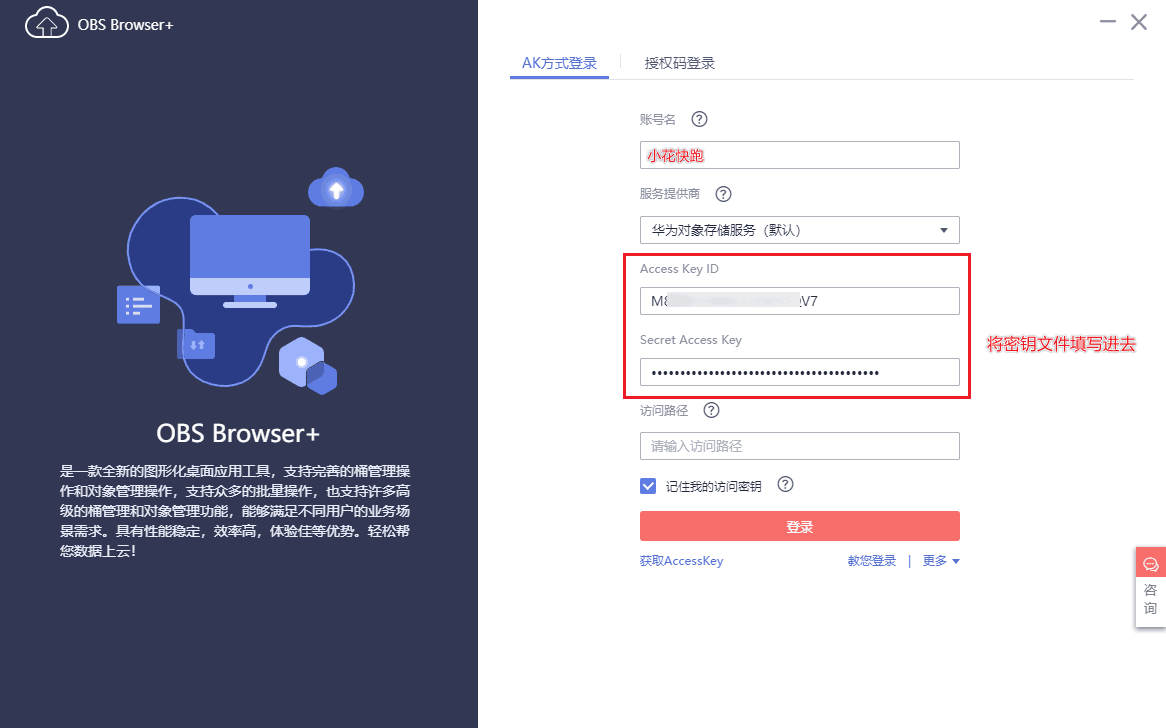 OBS Browser+
AK方式登录
授权码登录
账号名
小花快跑
服务提供商
华为对象存储服务（默认）
Access Key ID
M8
V7
Secret Access Key
将密钥文件填写进去
访问路径
请输入访问路径
记住我的访问密钥
登录
获取AccessKey
教您登录 | 更多
OBS Browser+
是一款全新的图形化桌面应用工具，支持完善的桶管理操
作和对象管理操作，支持众多的批量操作，也支持许多高
级的桶管理和对象管理功能，能够满足不同用户的业务场
景需求。具有性能稳定，效率高，体验佳等优势。轻松帮
您数据上云！
咨
询